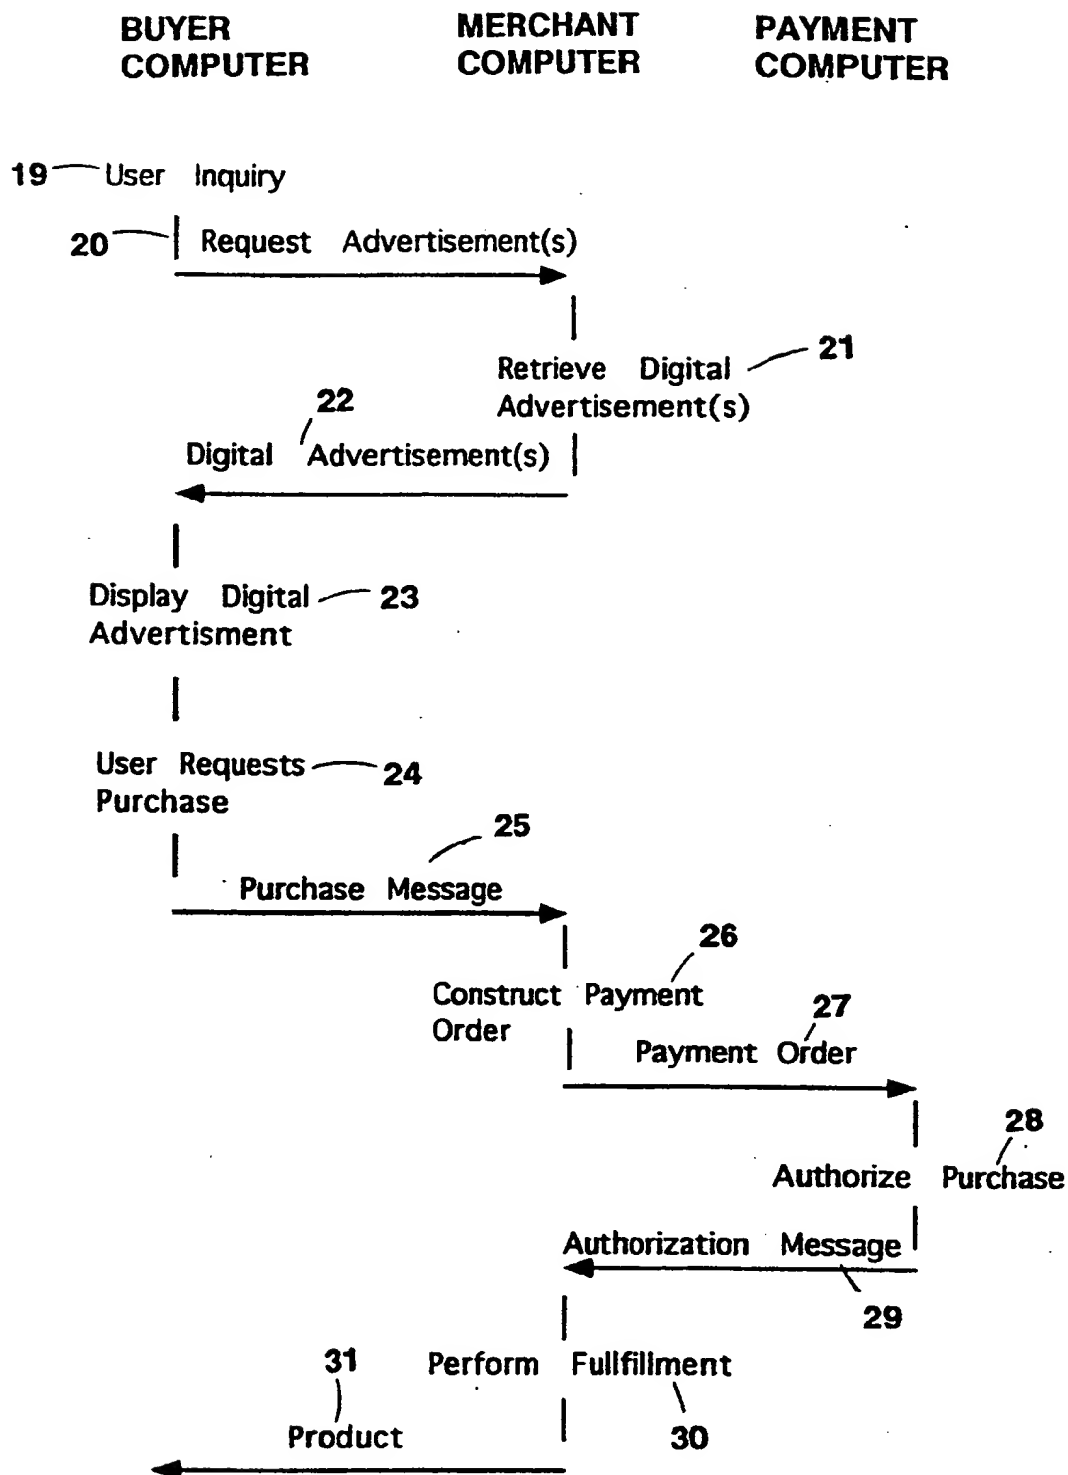 BUYER COMPUTER
MERCHANT COMPUTER
PAYMENT COMPUTER
19 User Inquiry
20 Request Advertisement(s)
21
Retrieve Digital
Advertisement(s)
22
Digital Advertisement(s)
Display Digital 23
Advertisment
User Requests 24
Purchase
25
Purchase Message
26
Construct Payment
Order
27
Payment Order
28
Authorize Purchase
Authorization Message
29
31
Perform Fullfillment
30
Product